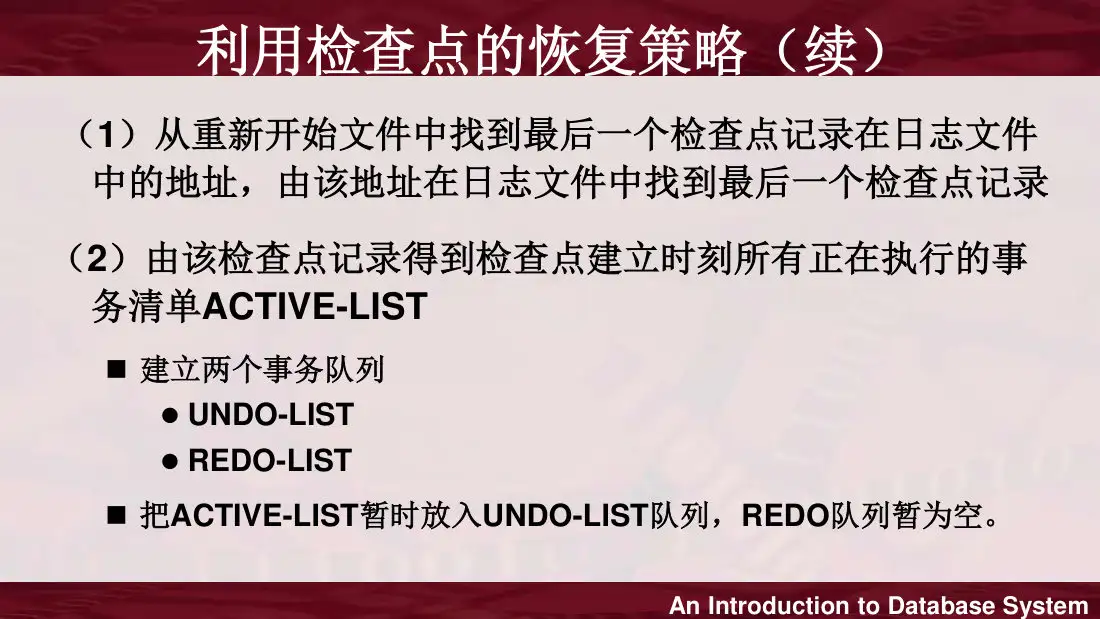 利用检查点的恢复策略（续）
（1）从重新开始文件中找到最后一个检查点记录在日志文件
中的地址，由该地址在日志文件中找到最后一个检查点记录
（2）由该检查点记录得到检查点建立时刻所有正在执行的事
务清单ACTIVE-LIST
■ 建立两个事务队列
● UNDO-LIST
● REDO-LIST
■ 把ACTIVE-LIST暂时放入UNDO-LIST队列，REDO队列暂为空。
An Introduction to Database System